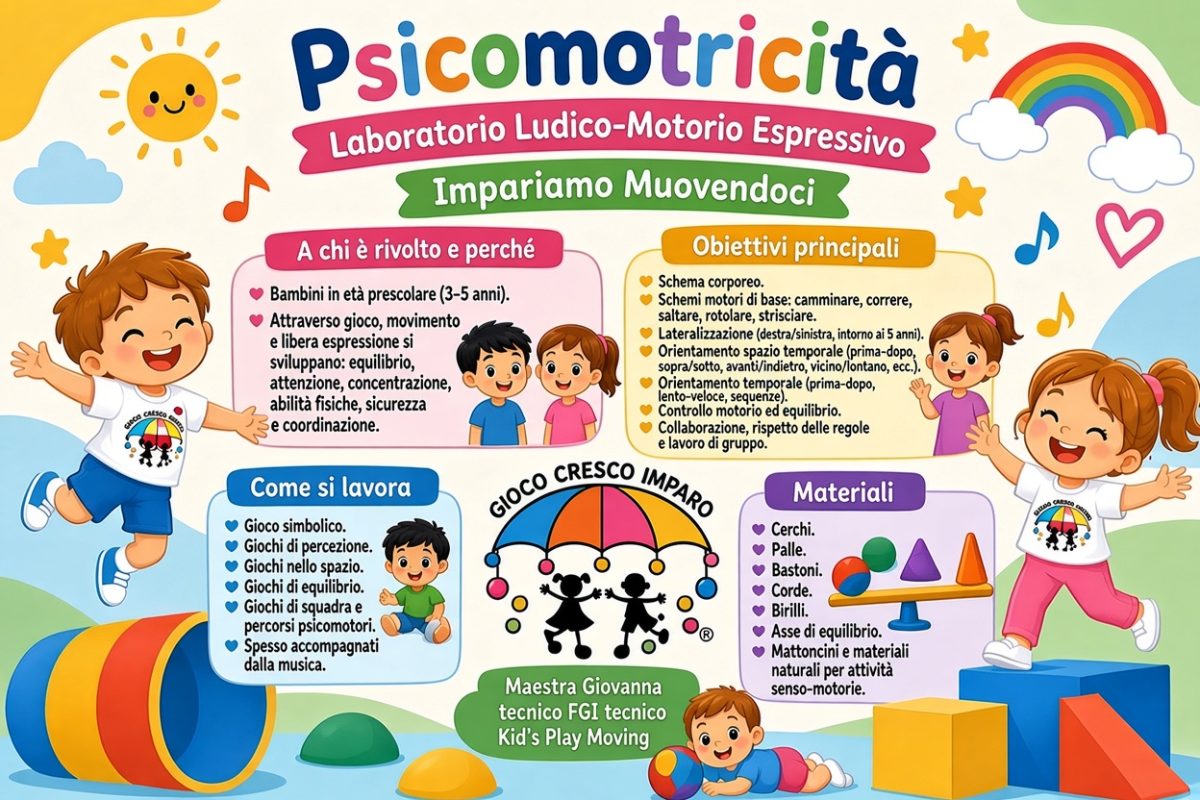 Psicomotricità
Laboratorio Ludico-Motorio Espressivo
Impariamo Muovendoci
A chi è rivolto e perché
Bambini in età prescolare (3-5 anni).
Attraverso gioco, movimento
e libera espressione si
sviluppano: equilibrio,
attenzione, concentrazione,
abilità fisiche, sicurezza
e coordinazione.
Obiettivi principali
Schema corporeo.
Schemi motori di base: camminare, correre,
saltare, rotolare, strisciare.
Lateralizzazione (destra/sinistra, intorno ai 5 anni).
Orientamento spazio temporale (prima-dopo,
sopra/sotto, avanti/indietro, vicino/lontano, ecc.).
Orientamento temporale (prima-dopo,
lento-veloce, sequenze).
Controllo motorio ed equilibrio.
Collaborazione, rispetto delle regole
e lavoro di gruppo.
Come si lavora
Gioco simbolico.
Giochi di percezione.
Giochi nello spazio.
Giochi di equilibrio.
Giochi di squadra e
percorsi psicomotori.
Spesso accompagnati
dalla musica.
GIOCO CRESCO IMPARO
®
Materiali
Cerchi.
Palle.
Bastoni.
Corde.
Birilli.
Asse di equilibrio.
Mattoncini e materiali
naturali per attività
senso-motorie.
Maestra Giovanna
tecnico FGI tecnico
Kid's Play Moving